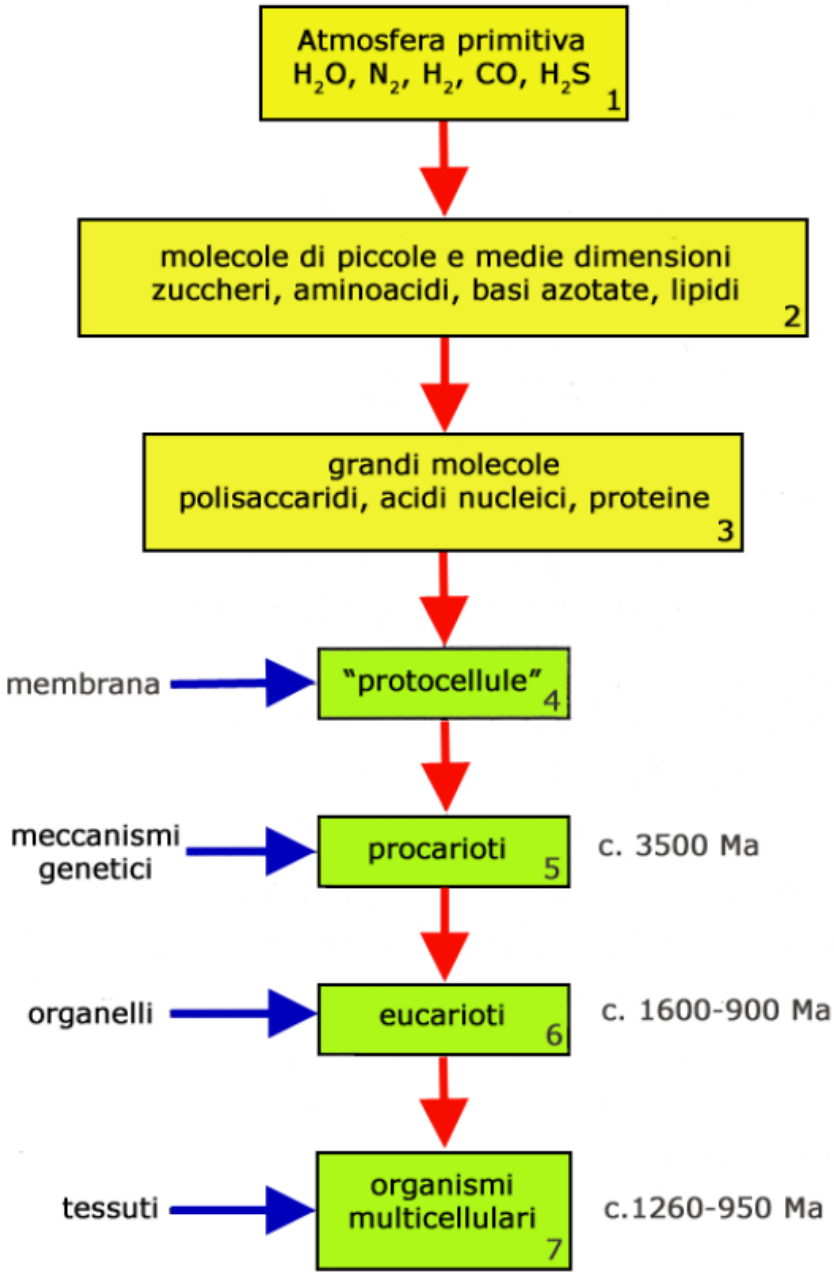 Atmosfera primitiva
H₂O, N₂, H₂, CO, H₂S
1
molecole di piccole e medie dimensioni
zuccheri, aminoacidi, basi azotate, lipidi
2
grandi molecole
polisaccaridi, acidi nucleici, proteine
3
membrana
“protocellule”
4
meccanismi
genetici
procarioti
5
c. 3500 Ma
organelli
eucarioti
6
c. 1600-900 Ma
tessuti
organismi
multicellulari
7
c.1260-950 Ma